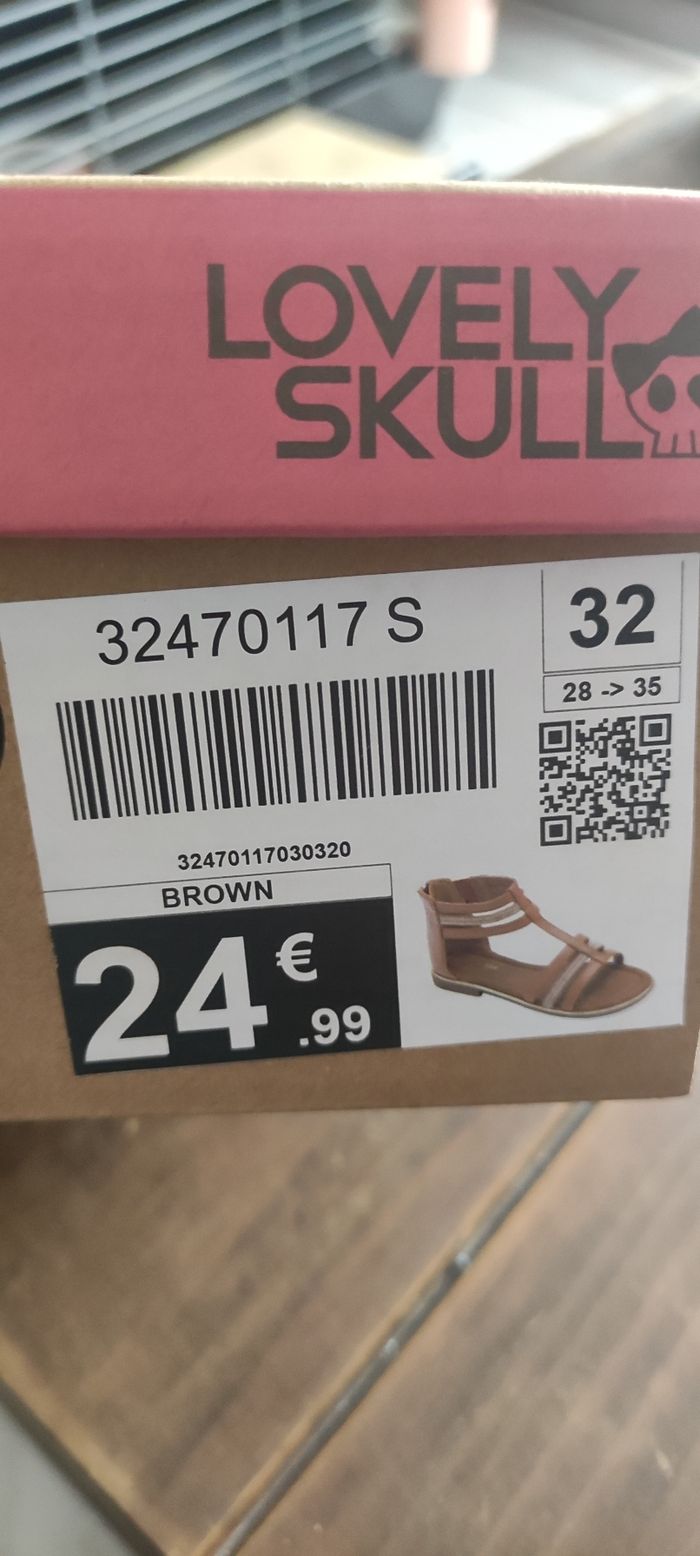 LOVELY
SKULL
32470117 S
32
28 -> 35
32470117030320
BROWN
24 €
.99